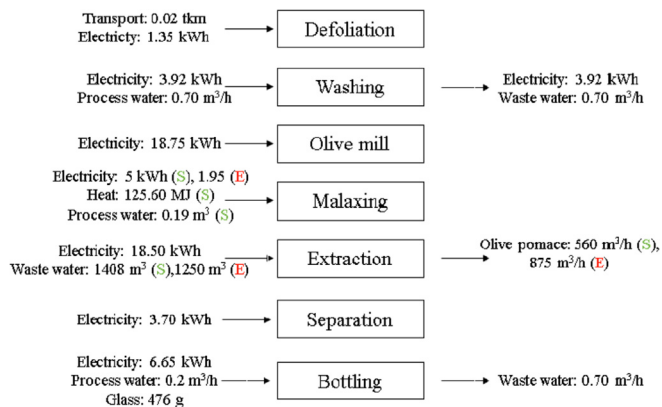 Transport: 0.02 tkm
Electricty: 1.35 kWh
Defoliation
Electricity: 3.92 kWh
Process water: 0.70 m³/h
Washing
Electricity: 3.92 kWh
Waste water: 0.70 m³/h
Electricity: 18.75 kWh
Olive mill
Electricity: 5 kWh (S), 1.95 (E)
Heat: 125.60 MJ (S)
Process water: 0.19 m³ (S)
Malaxing
Electricity: 18.50 kWh
Waste water: 1408 m³ (S),1250 m³ (E)
Extraction
Olive pomace: 560 m³/h (S),
875 m³/h (E)
Electricity: 3.70 kWh
Separation
Electricity: 6.65 kWh
Process water: 0.2 m³/h
Glass: 476 g
Bottling
Waste water: 0.70 m³/h